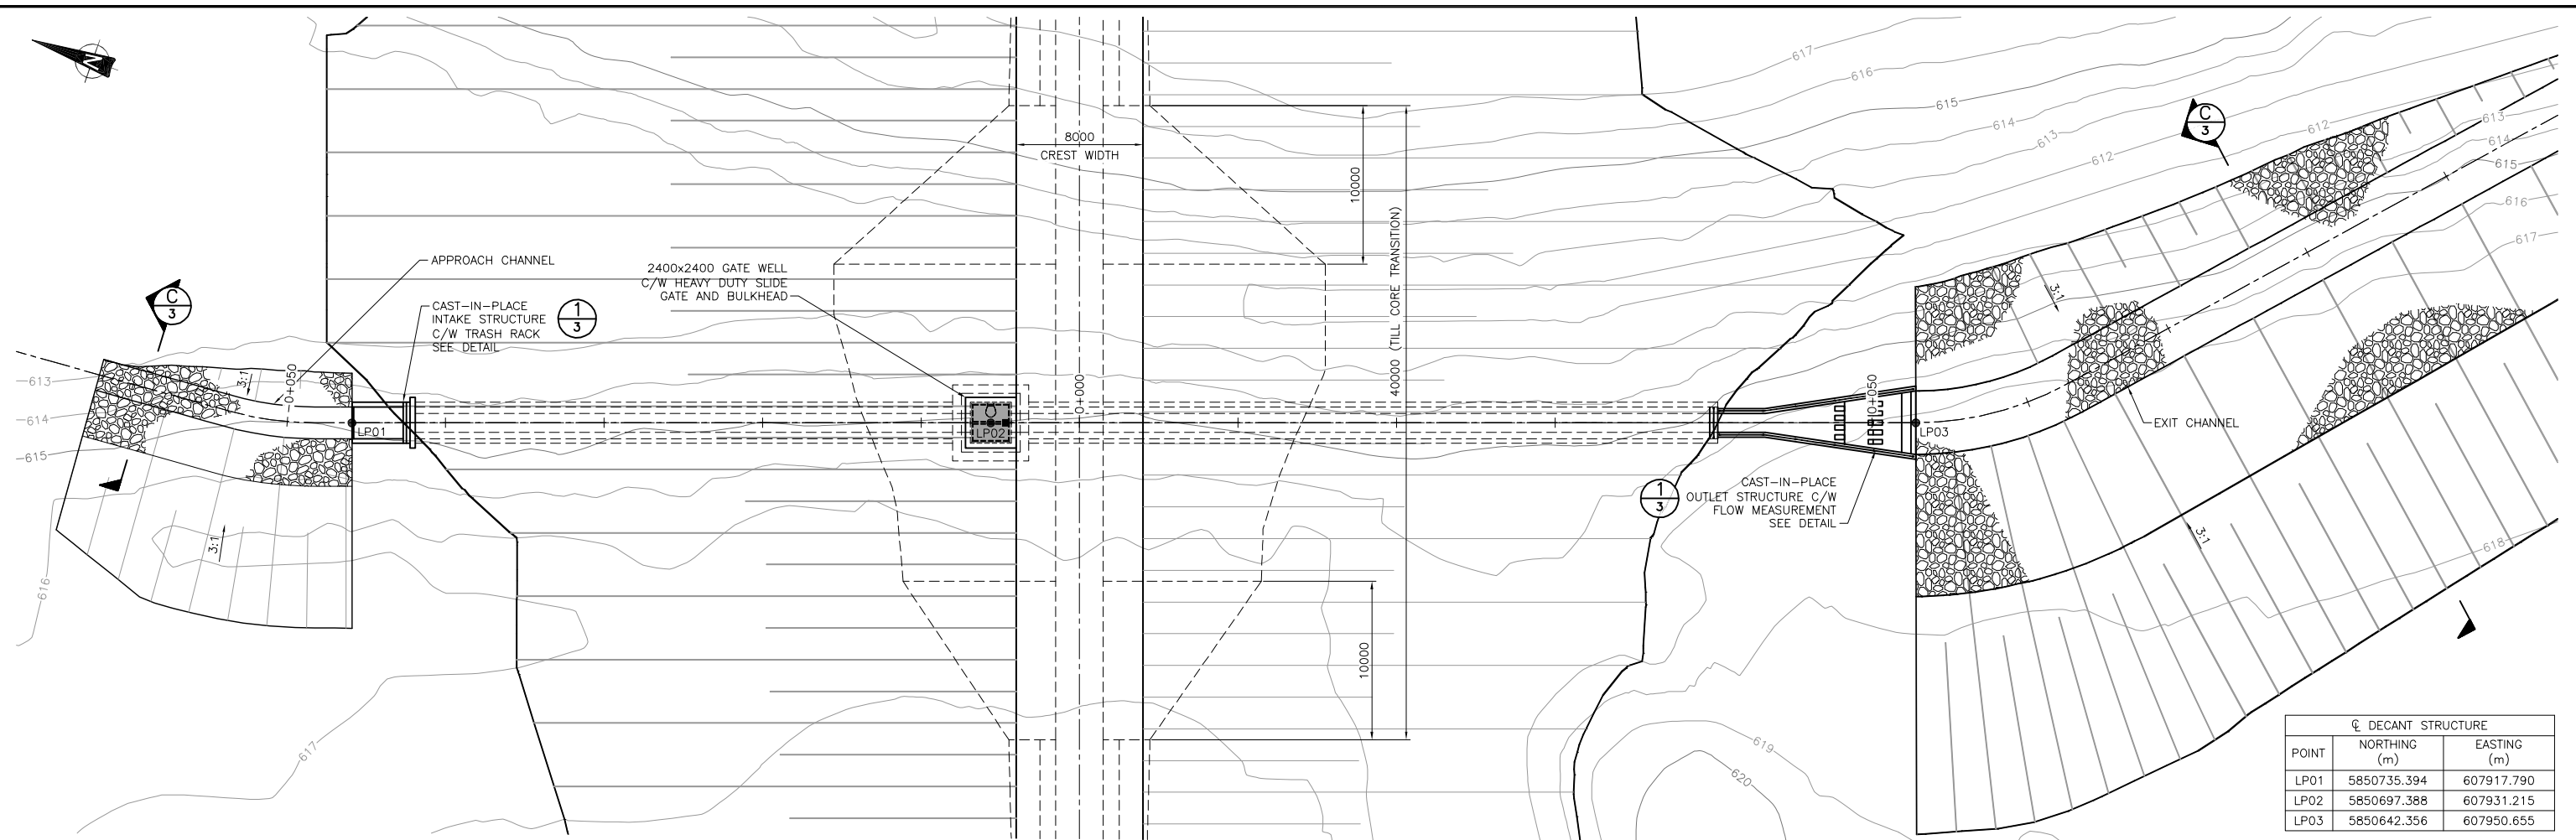 N
617
616
615
614
613
612
C
3
612
613
614
615
616
617
8000
CREST WIDTH
10000
40000 (TILL CORE TRANSITION)
APPROACH CHANNEL
2400x2400 GATE WELL
C/W HEAVY DUTY SLIDE
GATE AND BULKHEAD
C
3
CAST-IN-PLACE
INTAKE STRUCTURE
C/W TRASH RACK
SEE DETAIL
1
3
3:1
613
614
615
616
617
3:1
3:1
0+050
LP01
LP02
0+000
0+050
LP03
EXIT CHANNEL
1
3
CAST-IN-PLACE
OUTLET STRUCTURE C/W
FLOW MEASUREMENT
SEE DETAIL
3:1
618
10000
619
620
℄ DECANT STRUCTURE
POINT NORTHING (m) EASTING (m)
LP01 5850735.394 607917.790
LP02 5850697.388 607931.215
LP03 5850642.356 607950.655